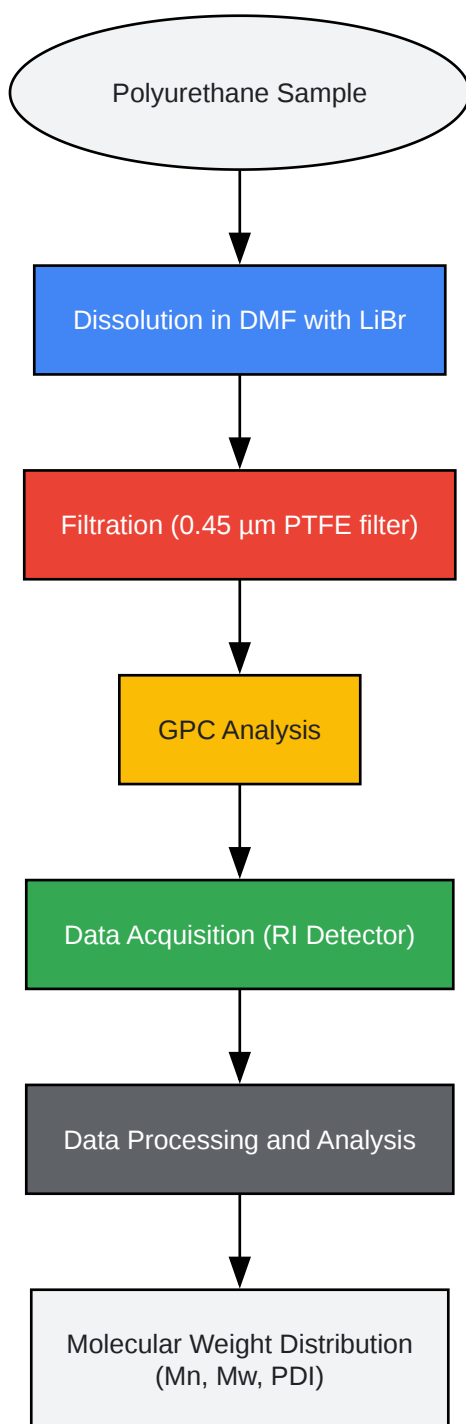 Polyurethane Sample
Dissolution in DMF with LiBr
Filtration (0.45 µm PTFE filter)
GPC Analysis
Data Acquisition (RI Detector)
Data Processing and Analysis
Molecular Weight Distribution
(Mn, Mw, PDI)